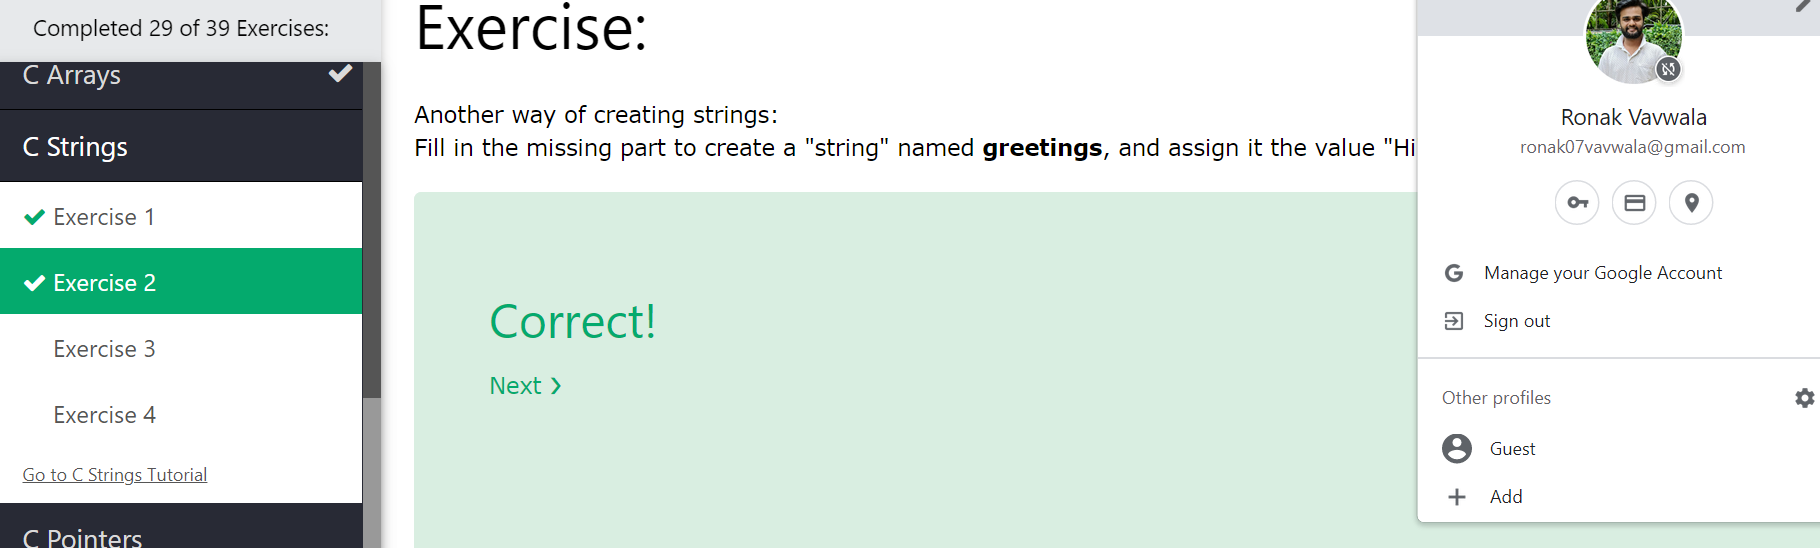 Completed 29 of 39 Exercises:
C Arrays
C Strings
Exercise 1
Exercise 2
Exercise 3
Exercise 4
Go to C Strings Tutorial
C Pointers
Exercise:
Another way of creating strings:
Fill in the missing part to create a "string" named greetings, and assign it the value "Hi
Correct!
Next ❯
Ronak Vavwala
ronak07vavwala@gmail.com
G Manage your Google Account
Sign out
Other profiles
Guest
Add